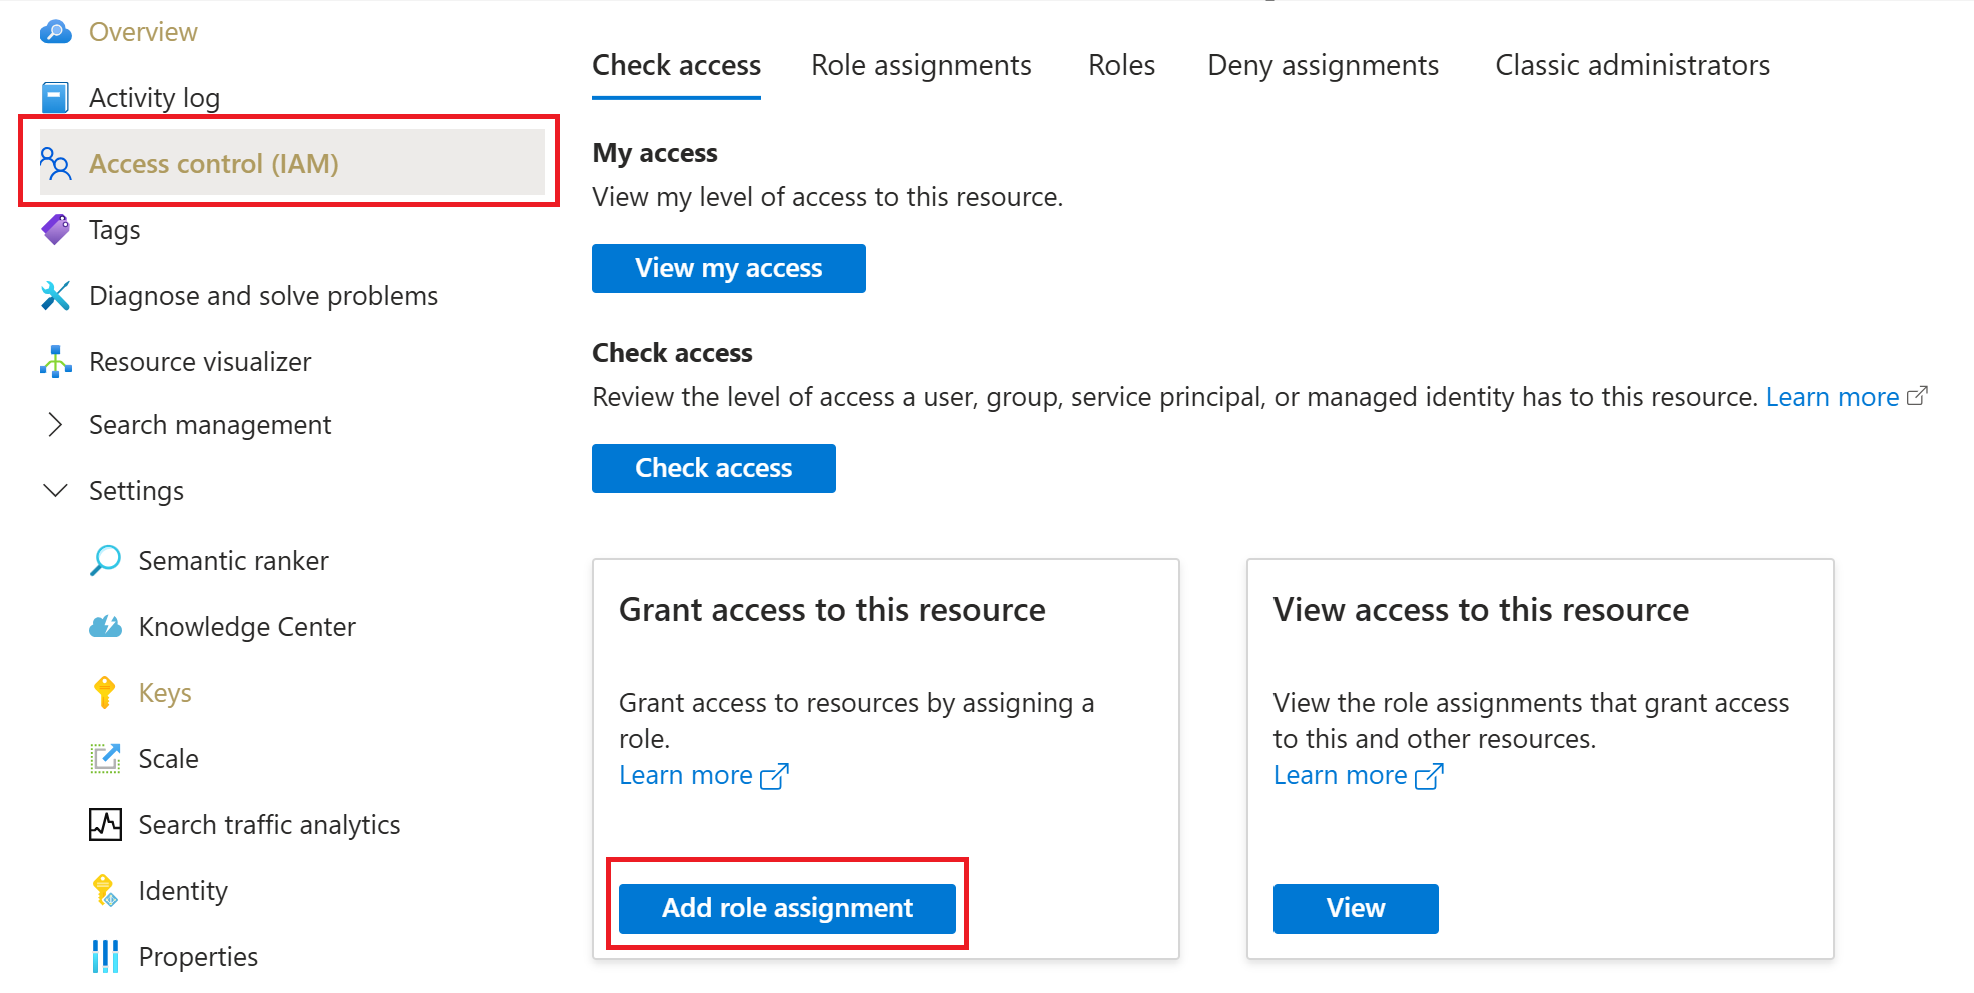 Overview
Activity log
Access control (IAM)
Tags
Diagnose and solve problems
Resource visualizer
Search management
Settings
Semantic ranker
Knowledge Center
Keys
Scale
Search traffic analytics
Identity
Properties
Check access
Role assignments
Roles
Deny assignments
Classic administrators
My access
View my level of access to this resource.
View my access
Check access
Review the level of access a user, group, service principal, or managed identity has to this resource. Learn more
Check access
Grant access to this resource
Grant access to resources by assigning a
role.
Learn more
Add role assignment
View access to this resource
View the role assignments that grant access
to this and other resources.
Learn more
View